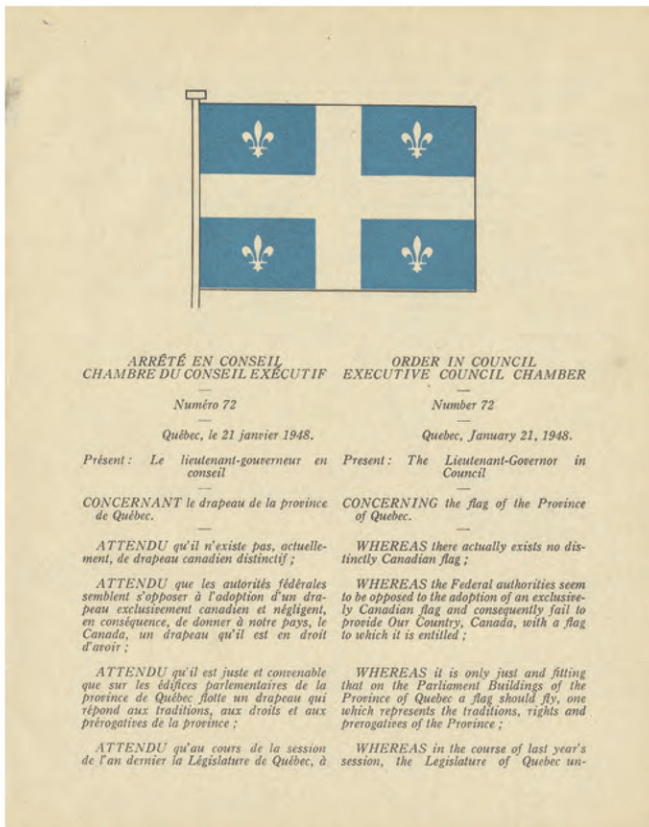 ARRÊTÉ EN CONSEIL
CHAMBRE DU CONSEIL EXÉCUTIF
Numéro 72
Québec, le 21 janvier 1948.
Présent : Le lieutenant-gouverneur en
conseil
CONCERNANT le drapeau de la province
de Québec.
ATTENDU qu'il n'existe pas, actuelle-
ment, de drapeau canadien distinctif ;
ATTENDU que les autorités fédérales
semblent s'opposer à l'adoption d'un dra-
peau exclusivement canadien et négligent,
en conséquence, de donner à notre pays, le
Canada, un drapeau qu'il est en droit
d'avoir ;
ATTENDU qu'il est juste et convenable
que sur les édifices parlementaires de la
province de Québec flotte un drapeau qui
répond aux traditions, aux droits et aux
prérogatives de la province ;
ATTENDU qu'au cours de la session
de l'an dernier la Législature de Québec, à
ORDER IN COUNCIL
EXECUTIVE COUNCIL CHAMBER
Number 72
Quebec, January 21, 1948.
Present : The Lieutenant-Governor in
Council
CONCERNING the flag of the Province
of Quebec.
WHEREAS there actually exists no dis-
tinctly Canadian flag ;
WHEREAS the Federal authorities seem
to be opposed to the adoption of an exclusive-
ly Canadian flag and consequently fail to
provide Our Country, Canada, with a flag
to which it is entitled ;
WHEREAS it is only just and fitting
that on the Parliament Buildings of the
Province of Quebec a flag should fly, one
which represents the traditions, rights and
prerogatives of the Province ;
WHEREAS in the course of last year's
session, the Legislature of Quebec un-